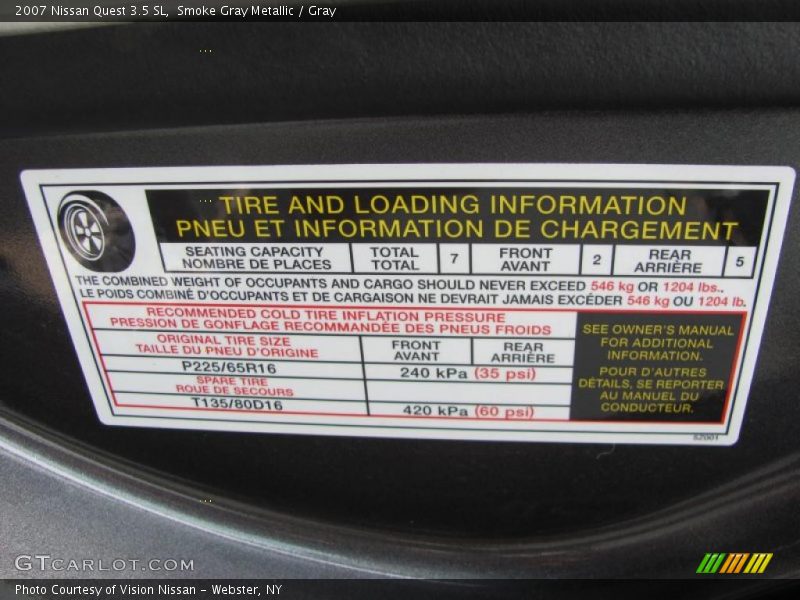 2007 Nissan Quest 3.5 SL, Smoke Gray Metallic / Gray
TIRE AND LOADING INFORMATION
PNEU ET INFORMATION DE CHARGEMENT
SEATING CAPACITY
NOMBRE DE PLACES
TOTAL
TOTAL
7
FRONT
AVANT
2
REAR
ARRIÈRE
5
THE COMBINED WEIGHT OF OCCUPANTS AND CARGO SHOULD NEVER EXCEED 546 kg OR 1204 lbs..
LE POIDS COMBINÉ D'OCCUPANTS ET DE CARGAISON NE DEVRAIT JAMAIS EXCÉDER 546 kg OU 1204 lb.
RECOMMENDED COLD TIRE INFLATION PRESSURE
PRESSION DE GONFLAGE RECOMMANDÉE DES PNEUS FROIDS
ORIGINAL TIRE SIZE
TAILLE DU PNEU D'ORIGINE
FRONT
AVANT
REAR
ARRIÈRE
P225/65R16
240 kPa (35 psi)
SPARE TIRE
ROUE DE SECOURS
T135/80D16
420 kPa (60 psi)
SEE OWNER'S MANUAL
FOR ADDITIONAL
INFORMATION.
POUR D'AUTRES
DÉTAILS, SE REPORTER
AU MANUEL DU
CONDUCTEUR.
5Z001
GTCARLOT.COM
Photo Courtesy of Vision Nissan - Webster, NY